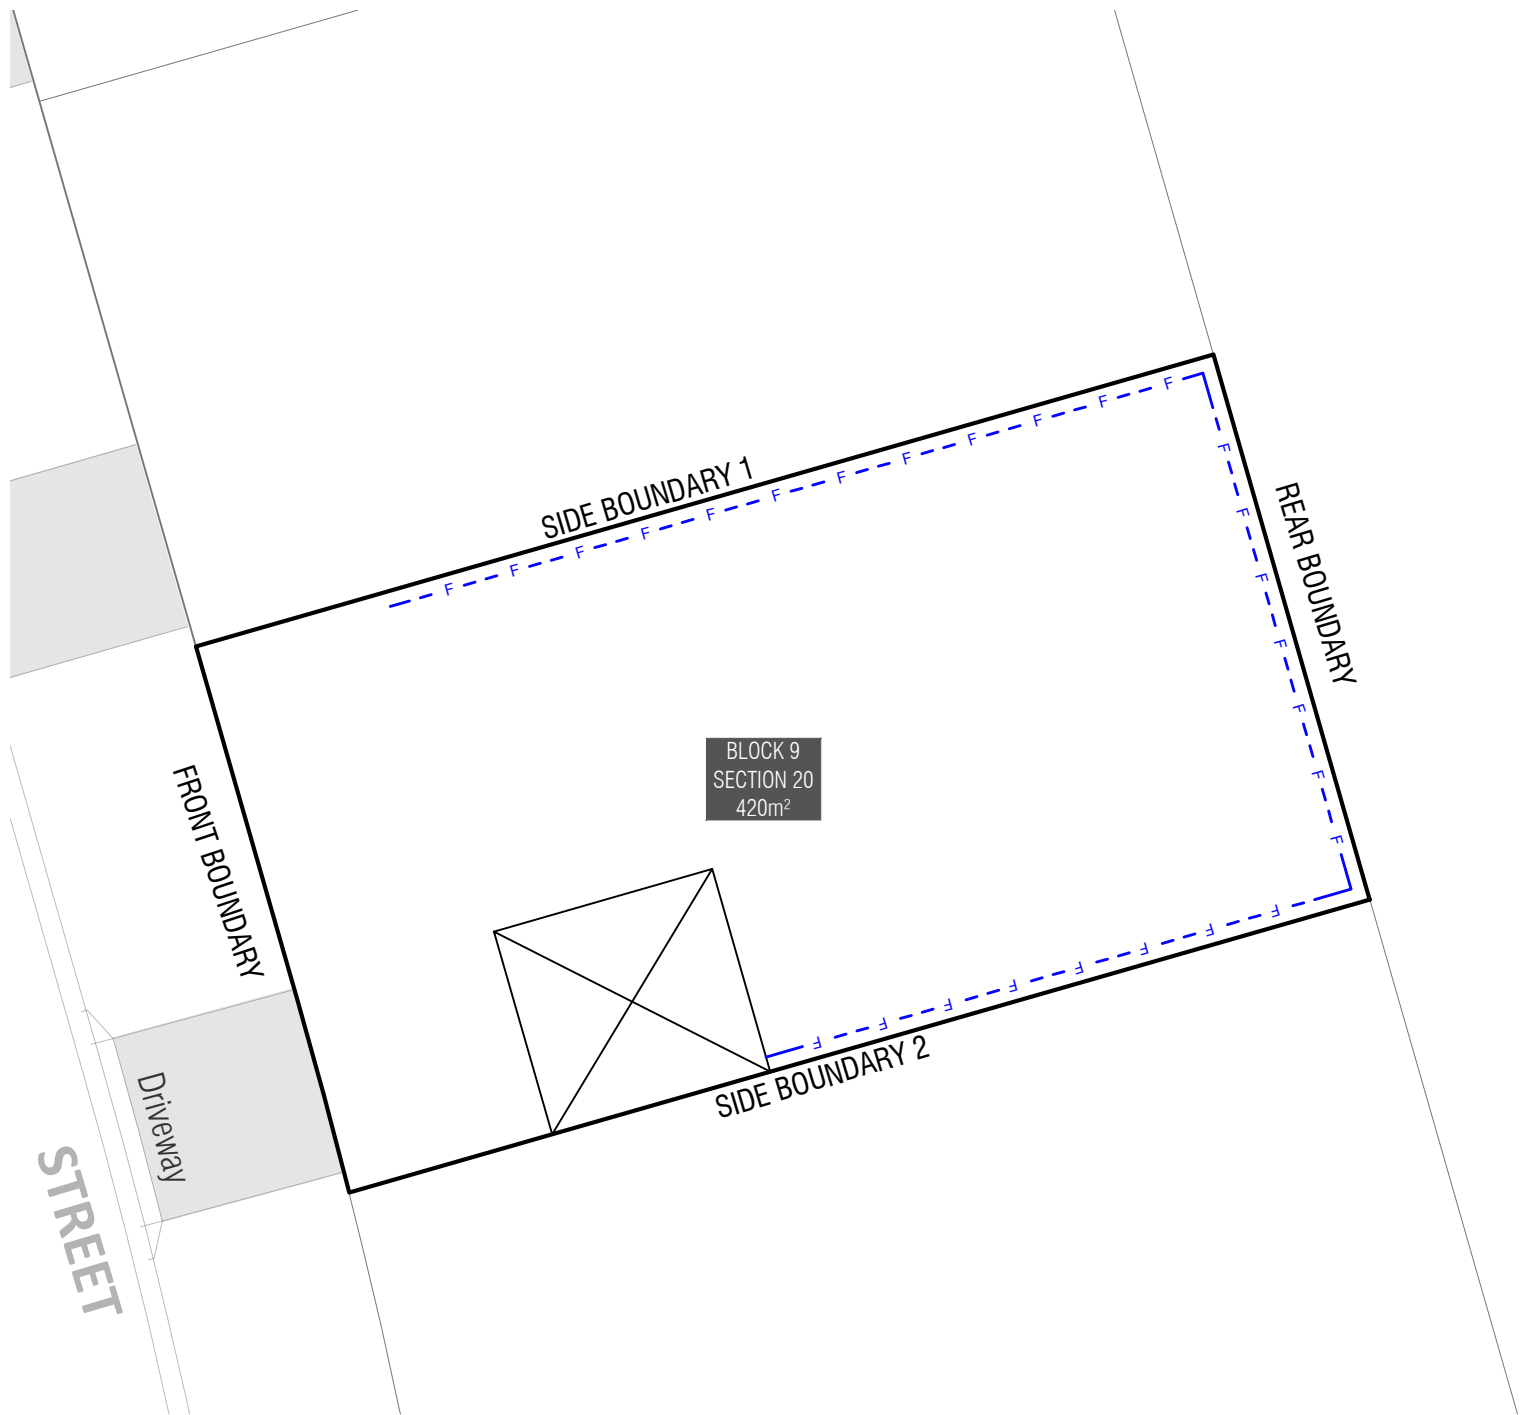 SIDE BOUNDARY 1
F F F F F F F F F F F F
REAR BOUNDARY
F F F F F F F
BLOCK 9
SECTION 20
420m²
FRONT BOUNDARY
F F F F F F F F
SIDE BOUNDARY 2
Driveway
STREET